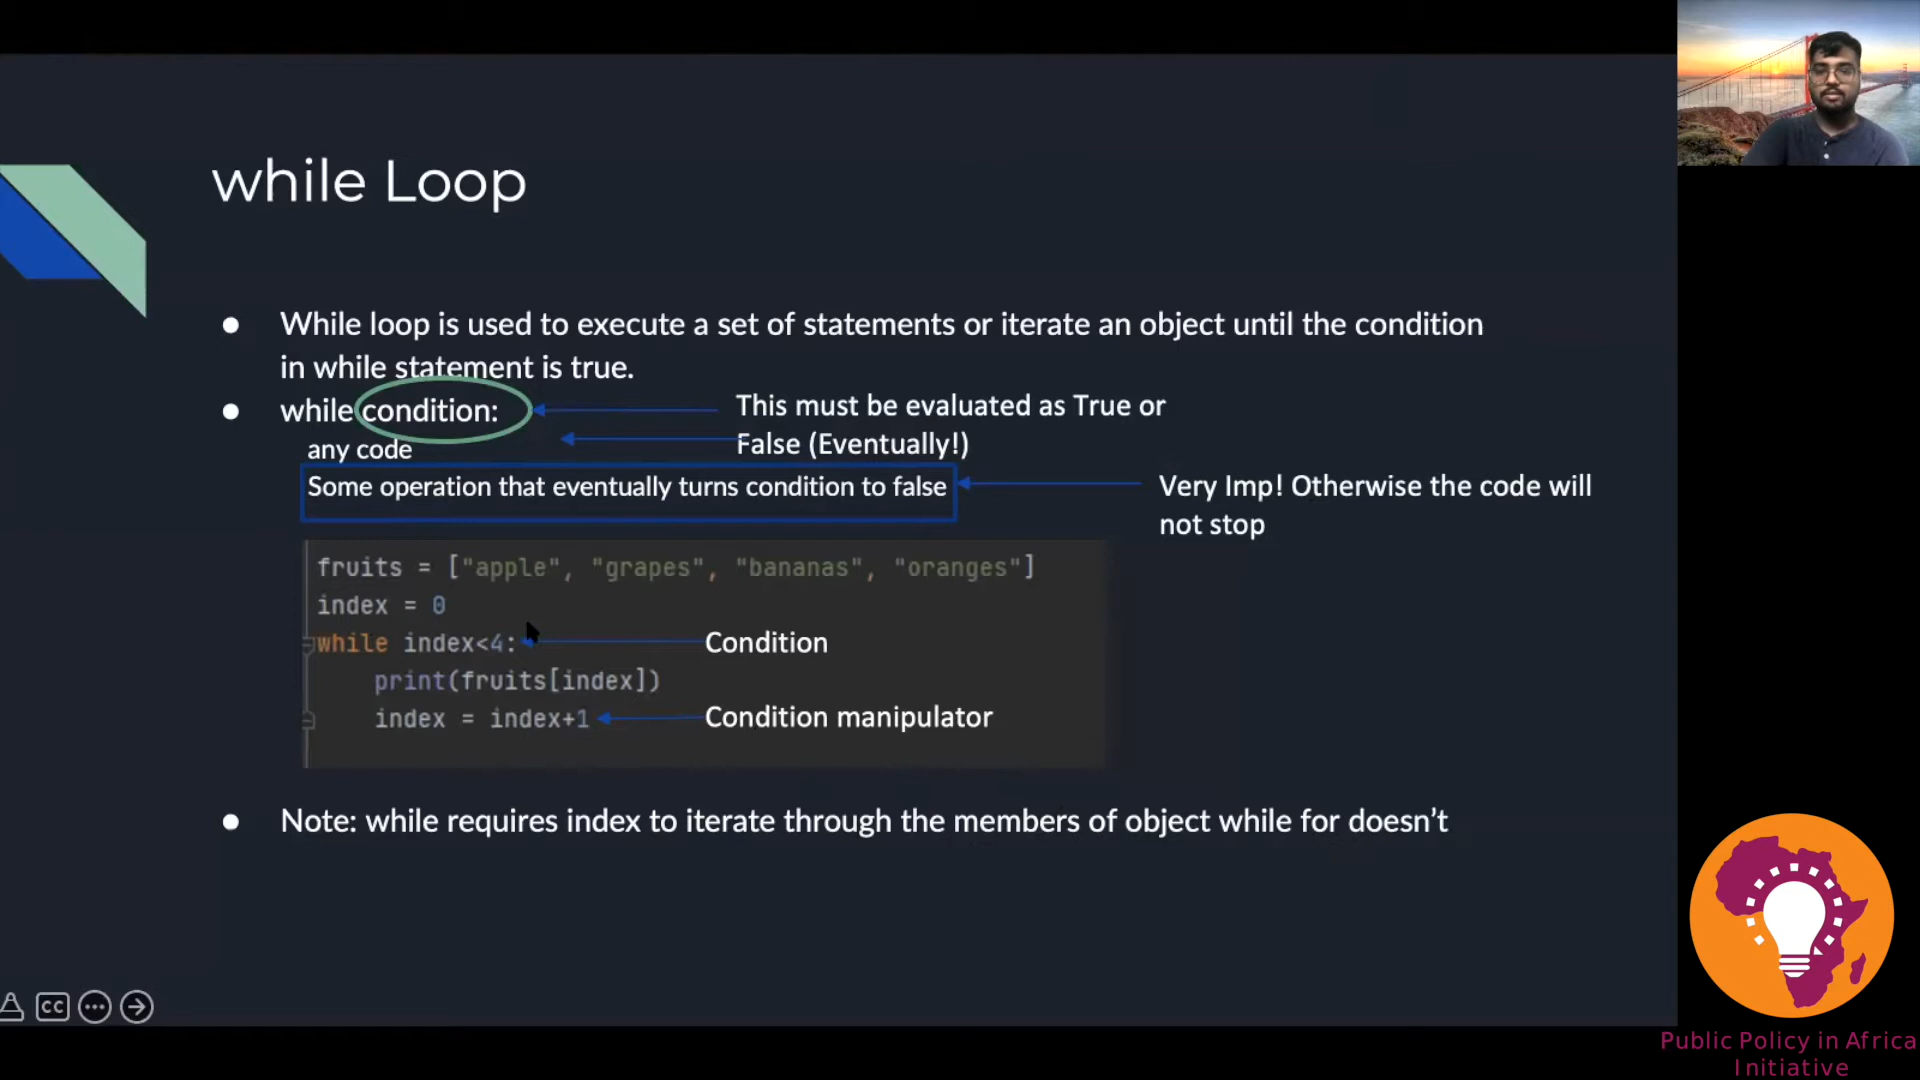 while Loop
● While loop is used to execute a set of statements or iterate an object until the condition
in while statement is true.
● while condition:
This must be evaluated as True or
False (Eventually!)
any code
Some operation that eventually turns condition to false
Very Imp! Otherwise the code will
not stop
fruits = ["apple", "grapes", "bananas", "oranges"]
index = 0
while index<4:
Condition
print(fruits[index])
index = index+1
Condition manipulator
● Note: while requires index to iterate through the members of object while for doesn't
CC
Public Policy in Africa
Initiative